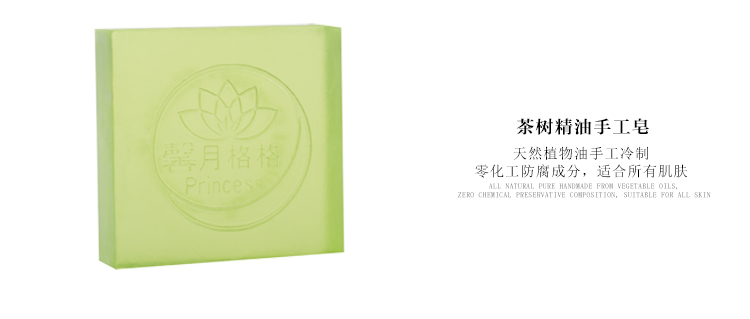 馨月格格
Princess
茶树精油手工皂
天然植物油手工冷制
零化工防腐成分，适合所有肌肤
ALL NATURAL PURE HANDMADE FROM VEGETABLE OILS,
ZERO CHEMICAL PRESERVATIVE COMPOSITION, SUITABLE FOR ALL SKIN